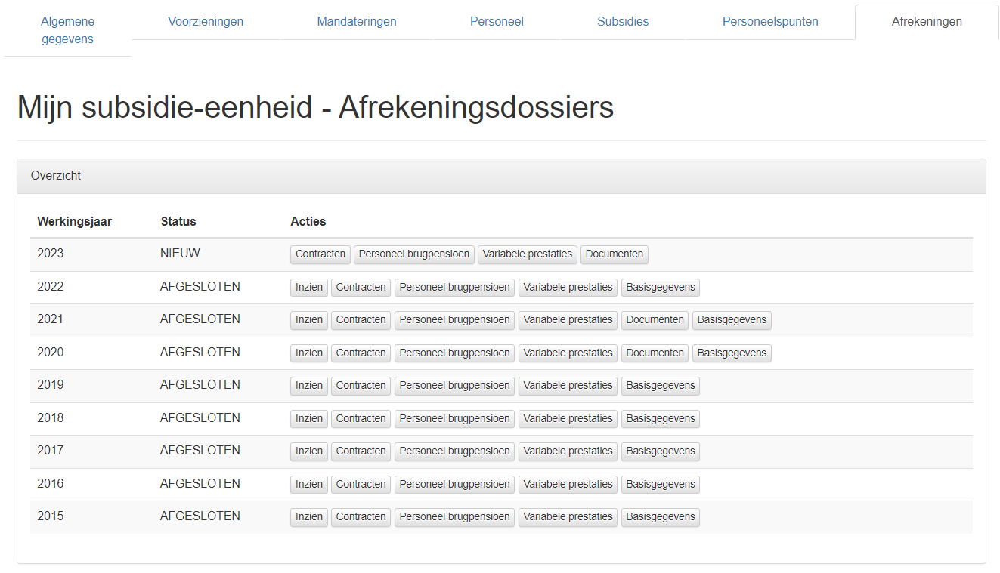 Algemene gegevens Voorzieningen Mandateringen Personeel Subsidies Personeelspunten Afrekeningen
Mijn subsidie-eenheid - Afrekeningsdossiers
Overzicht
Werkingsjaar Status Acties
2023 NIEUW Contracten Personeel brugpensioen Variabele prestaties Documenten
2022 AFGESLOTEN Inzien Contracten Personeel brugpensioen Variabele prestaties Basisgegevens
2021 AFGESLOTEN Inzien Contracten Personeel brugpensioen Variabele prestaties Documenten Basisgegevens
2020 AFGESLOTEN Inzien Contracten Personeel brugpensioen Variabele prestaties Documenten Basisgegevens
2019 AFGESLOTEN Inzien Contracten Personeel brugpensioen Variabele prestaties Basisgegevens
2018 AFGESLOTEN Inzien Contracten Personeel brugpensioen Variabele prestaties Basisgegevens
2017 AFGESLOTEN Inzien Contracten Personeel brugpensioen Variabele prestaties Basisgegevens
2016 AFGESLOTEN Inzien Contracten Personeel brugpensioen Variabele prestaties Basisgegevens
2015 AFGESLOTEN Inzien Contracten Personeel brugpensioen Variabele prestaties Basisgegevens